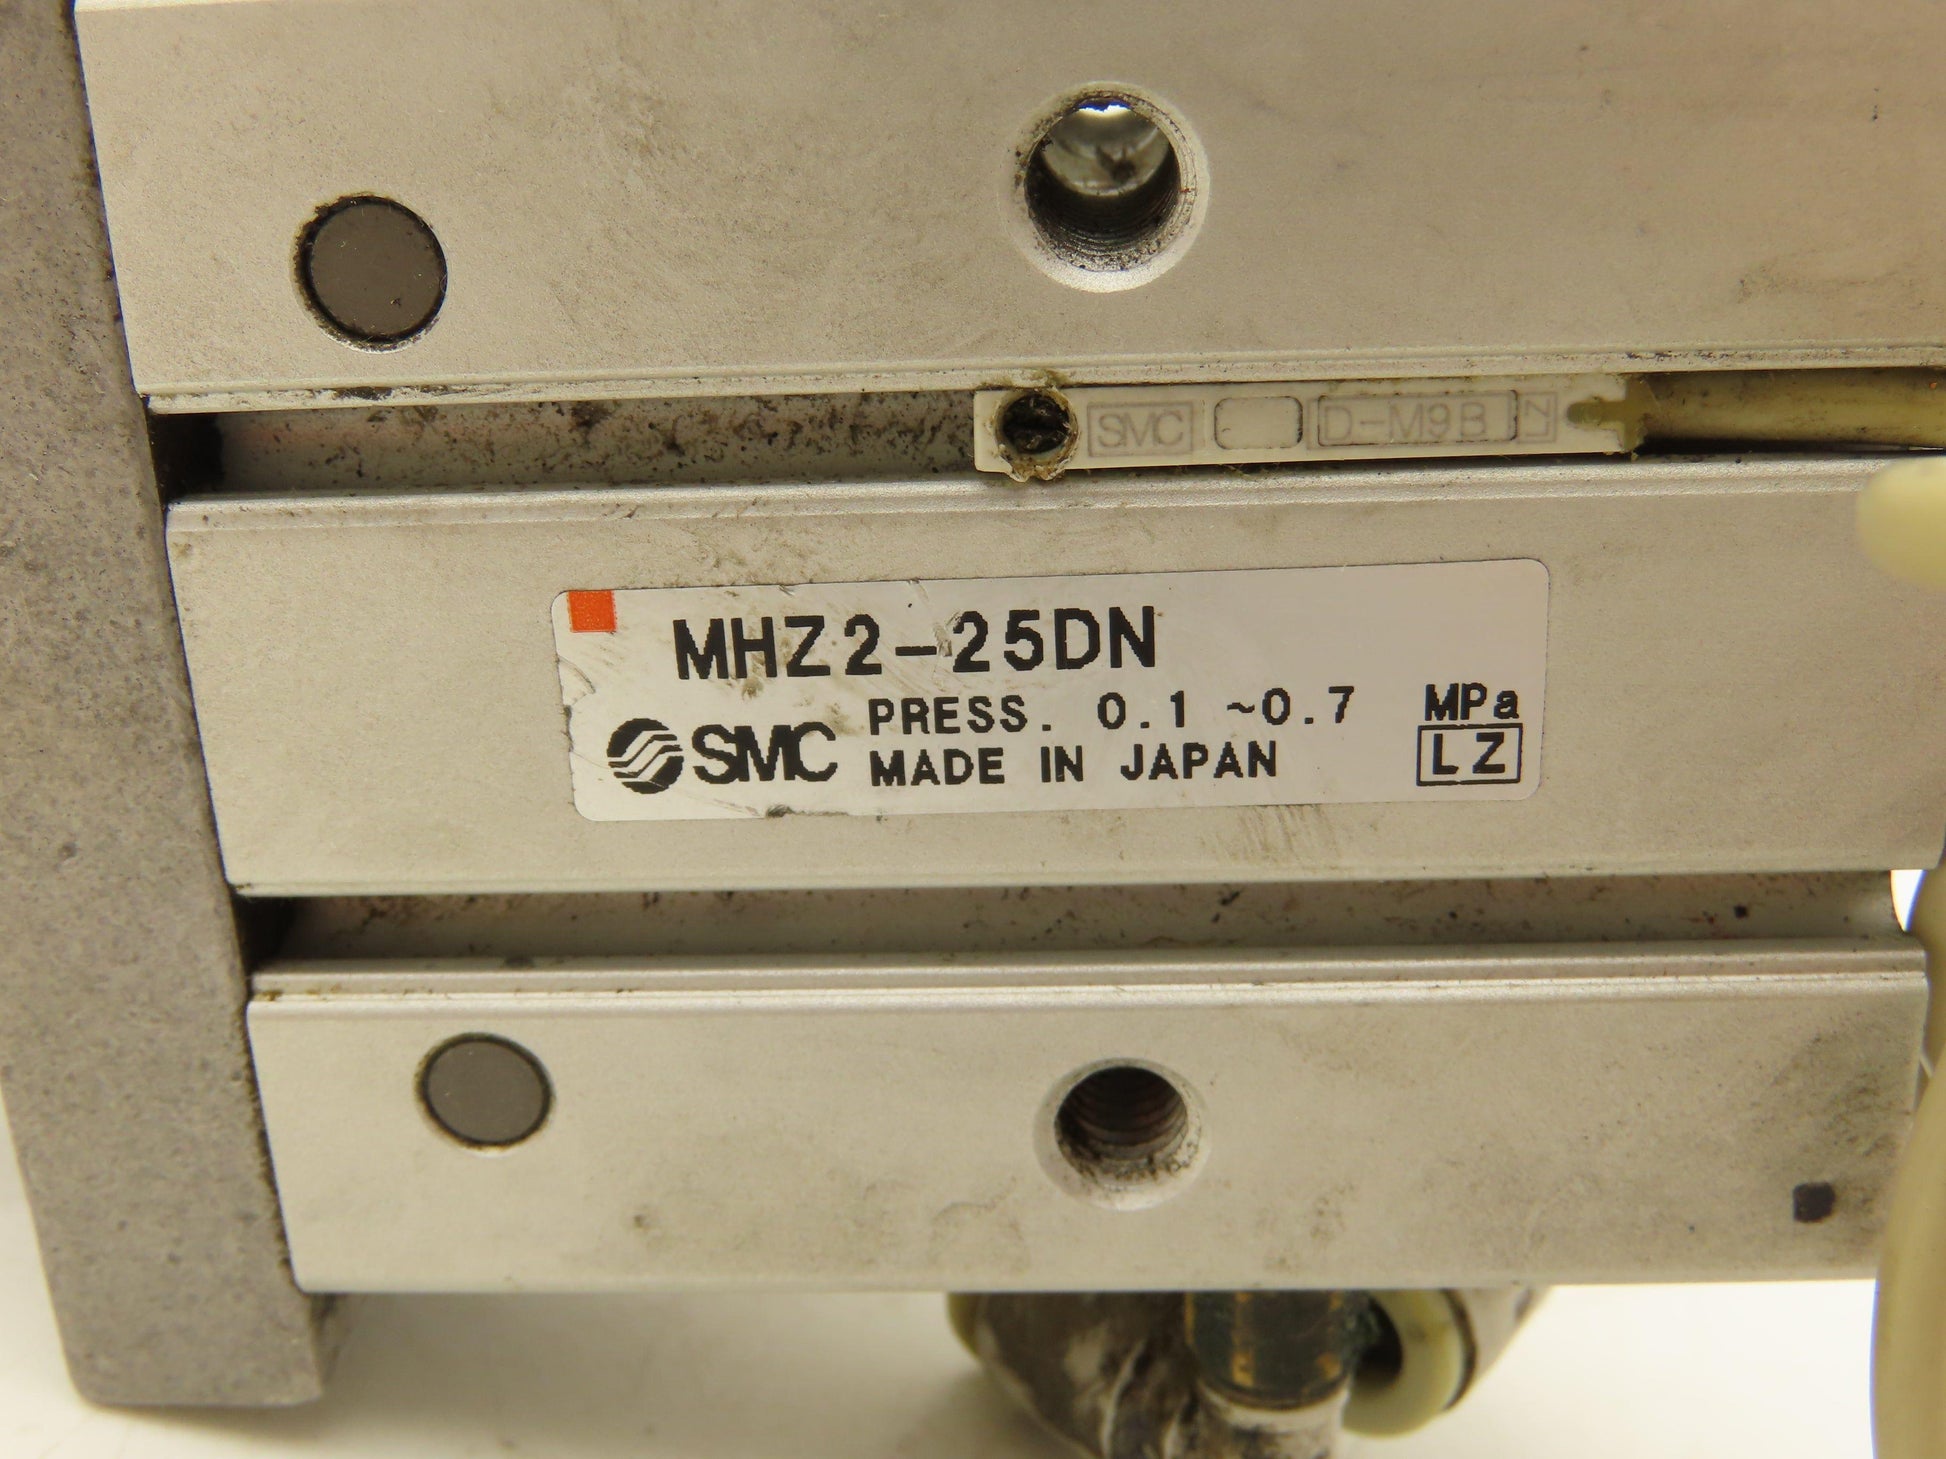 SMC D-M9B
MHZ2-25DN
SMC PRESS. 0.1 ~0.7 MPa
MADE IN JAPAN LZ